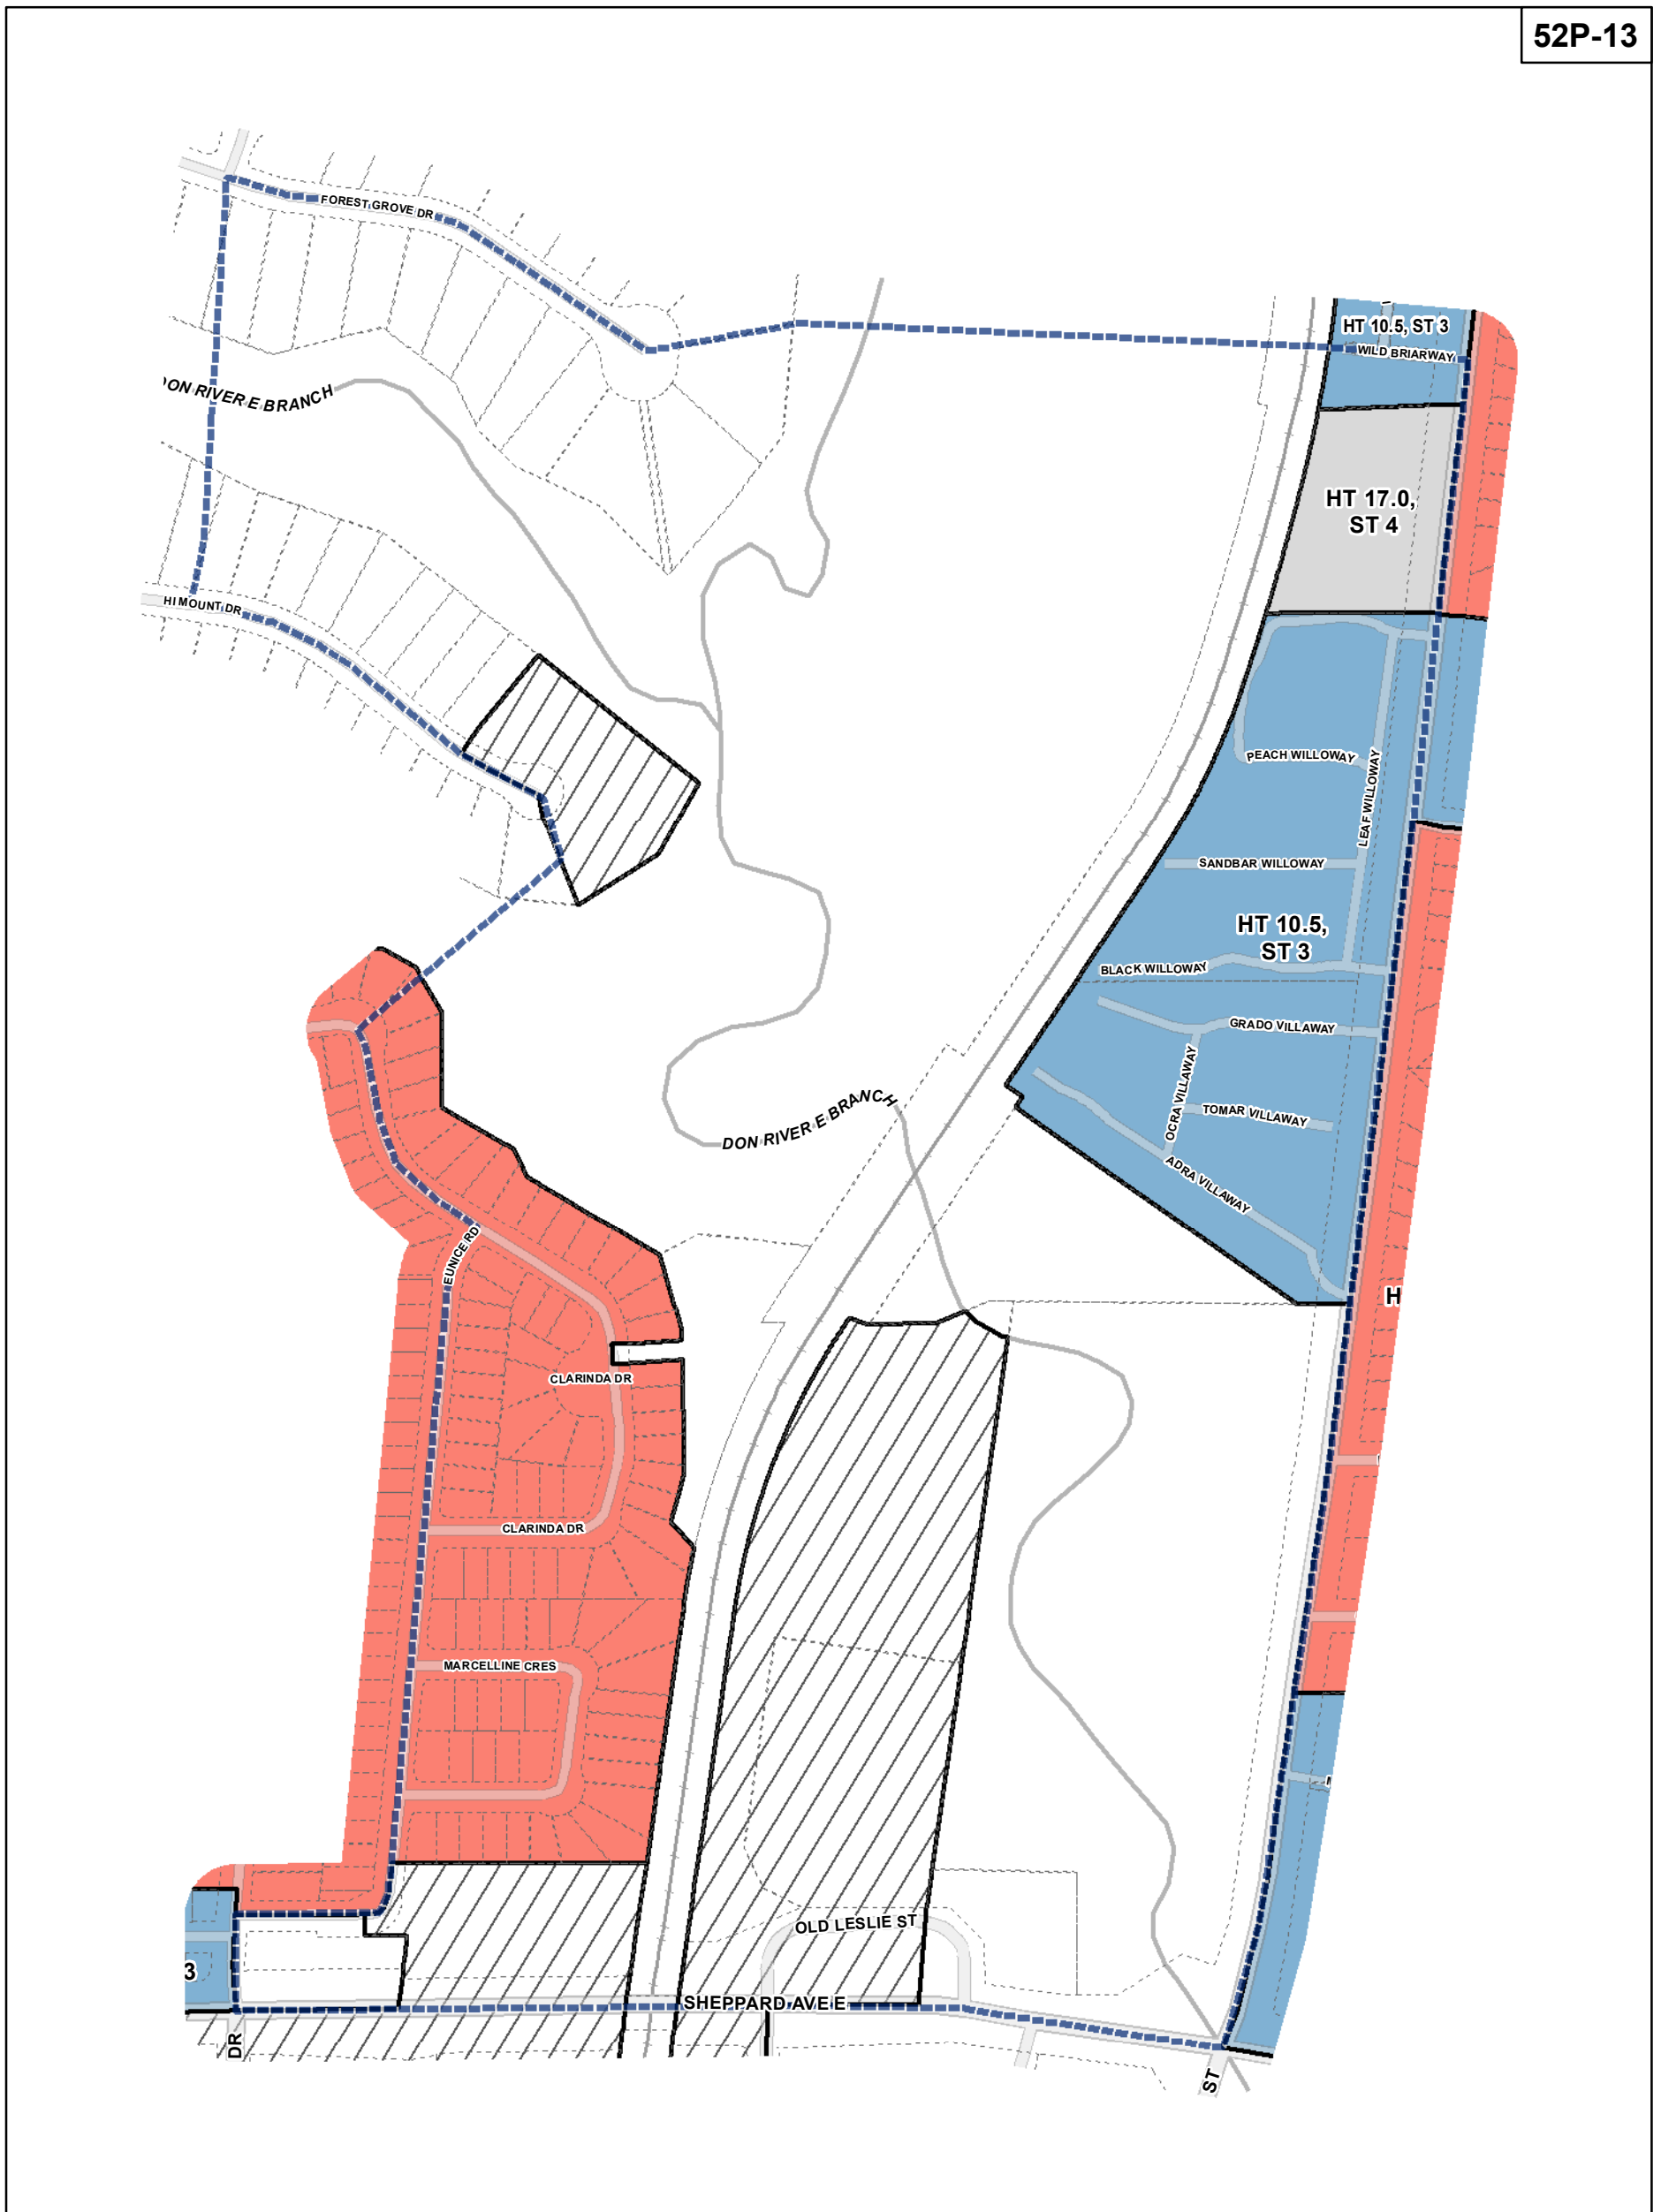 52P-13
FOREST GROVE DR
HT 10.5, ST 3
WILD BRIARWAY
DON RIVER E BRANCH
HT 17.0,
ST 4
HIMOUNT DR
PEACH WILLOWAY
LEAF WILLOWAY
SANDBAR WILLOWAY
HT 10.5,
ST 3
BLACK WILLOWAY
GRADO VILLAWAY
OCRA VILLAWAY
TOMAR VILLAWAY
DON RIVER E BRANCH
ADRA VILLAWAY
EUNICE RD
H
CLARINDA DR
CLARINDA DR
MARCELLINE CRES
OLD LESLIE ST
3
SHEPPARD AVE E
DR
ST